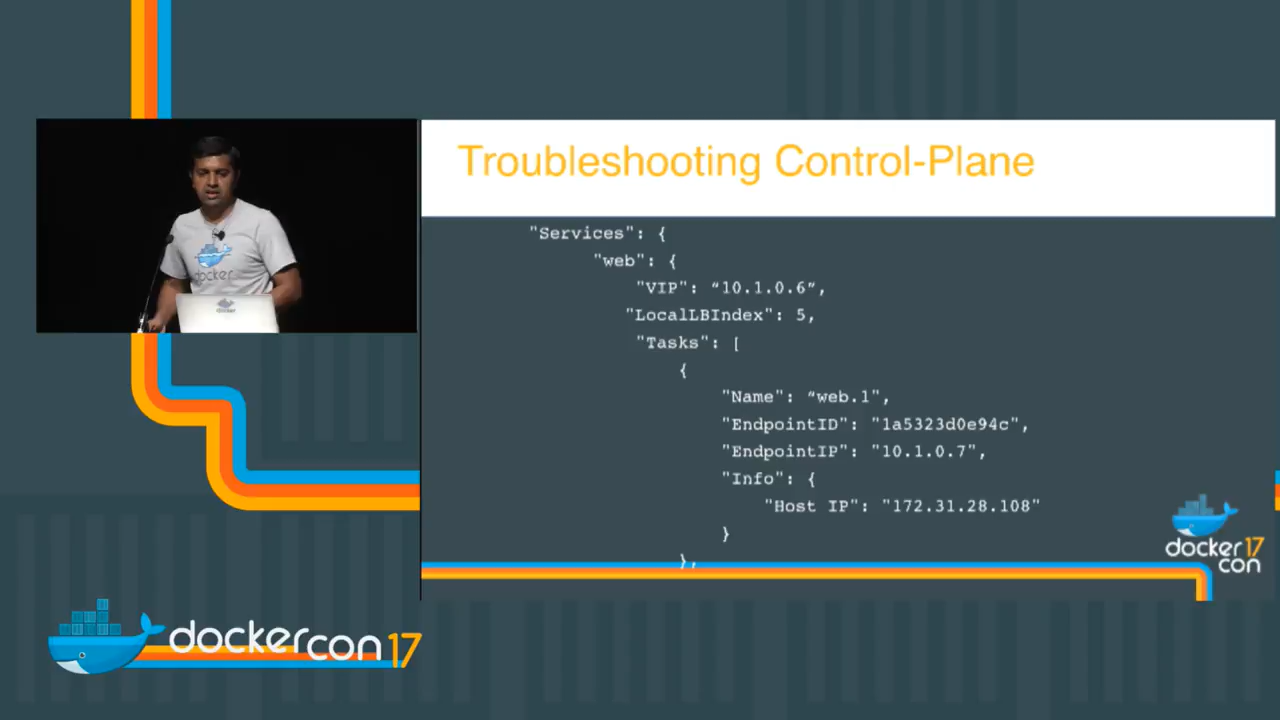 Troubleshooting Control-Plane
"Services": {
"web": {
"VIP": “10.1.0.6”,
"LocalLBIndex": 5,
"Tasks": [
{
"Name": “web.1",
"EndpointID": "1a5323d0e94c",
"EndpointIP": "10.1.0.7",
"Info": {
"Host IP": "172.31.28.108"
}
},
docker
docker
docker 17
con
dockercon 17